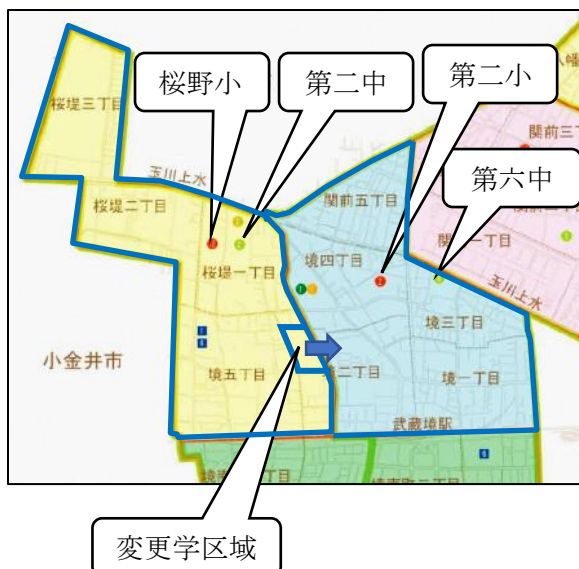 桜野小
第二中
第二小
第六中
八幡
関前三丁
桜堤三丁目
玉川上水
関前五丁目
桜堤二丁目
一丁目
境四丁目
桜堤一丁目
玉川上水
境三丁目
小金井市
境五丁目
二丁目
境一丁目
武蔵境駅
変更学区域